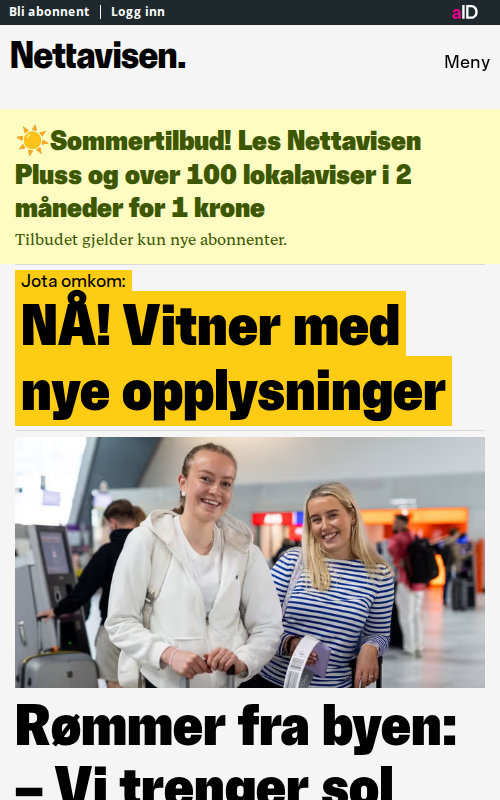 Bli abonnent | Logg inn
aID
Nettavisen.
Meny
☀️Sommertilbud! Les Nettavisen
Pluss og over 100 lokalaviser i 2
måneder for 1 krone
Tilbudet gjelder kun nye abonnenter.
Jota omkom:
NÅ! Vitner med
nye opplysninger
Rømmer fra byen:
– Vi trenger sol